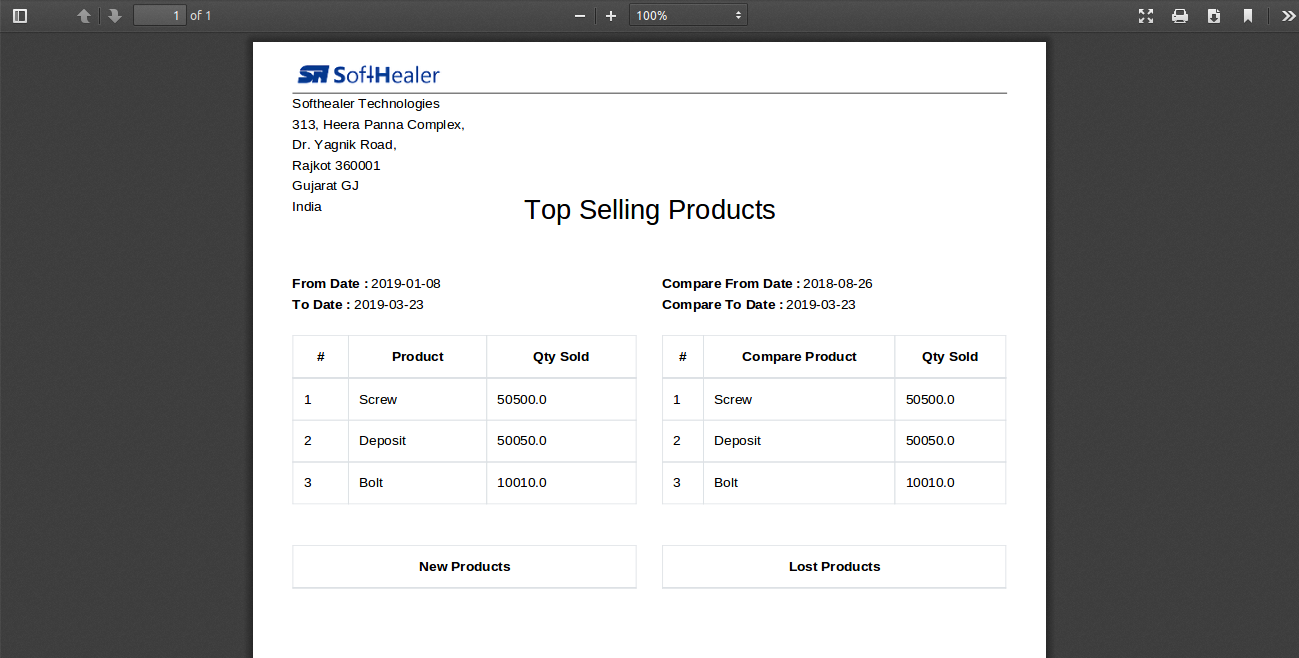 1 of 1
100%
SoftHealer
Softhealer Technologies
313, Heera Panna Complex,
Dr. Yagnik Road,
Rajkot 360001
Gujarat GJ
India
Top Selling Products
From Date : 2019-01-08
To Date : 2019-03-23
Compare From Date : 2018-08-26
Compare To Date : 2019-03-23
# Product Qty Sold
1 Screw 50500.0
2 Deposit 50050.0
3 Bolt 10010.0
# Compare Product Qty Sold
1 Screw 50500.0
2 Deposit 50050.0
3 Bolt 10010.0
New Products
Lost Products